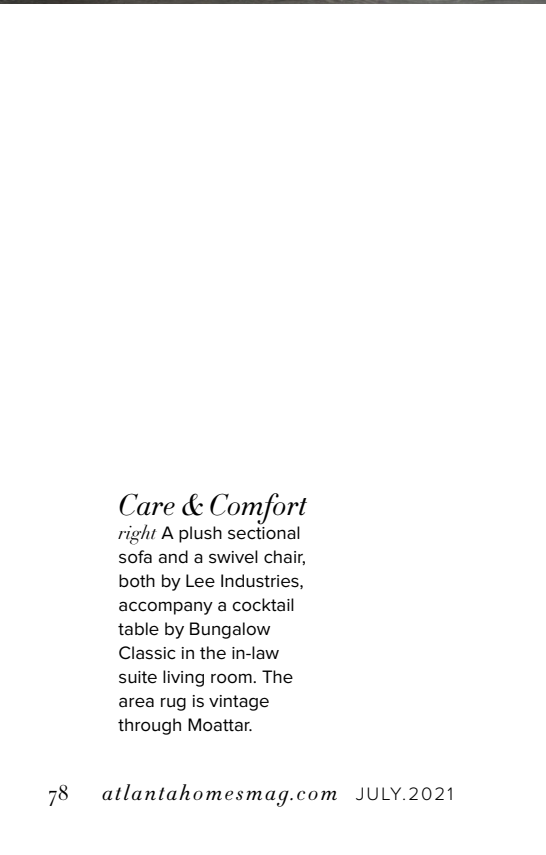 Care & Comfort
right A plush sectional
sofa and a swivel chair,
both by Lee Industries,
accompany a cocktail
table by Bungalow
Classic in the in-law
suite living room. The
area rug is vintage
through Moattar.
78 atlantahomesmag.com JULY.2021